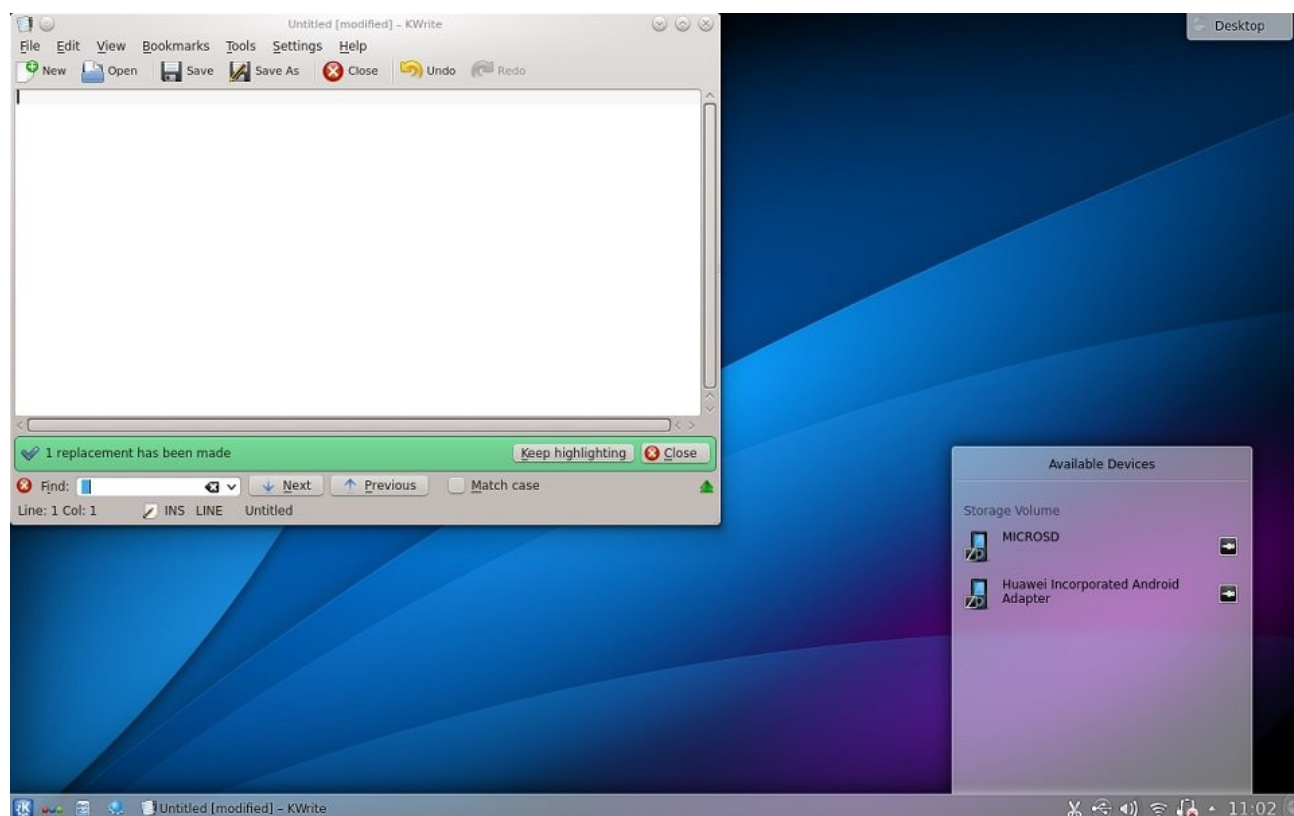 Untitled [modified] – KWrite
File Edit View Bookmarks Tools Settings Help
New Open Save Save As Close Undo Redo
1 replacement has been made Keep highlighting Close
Find: Next Previous Match case
Line: 1 Col: 1 INS LINE Untitled
Desktop
Available Devices
Storage Volume
MICROSD
Huawei Incorporated Android
Adapter
Untitled [modified] – KWrite 11:02